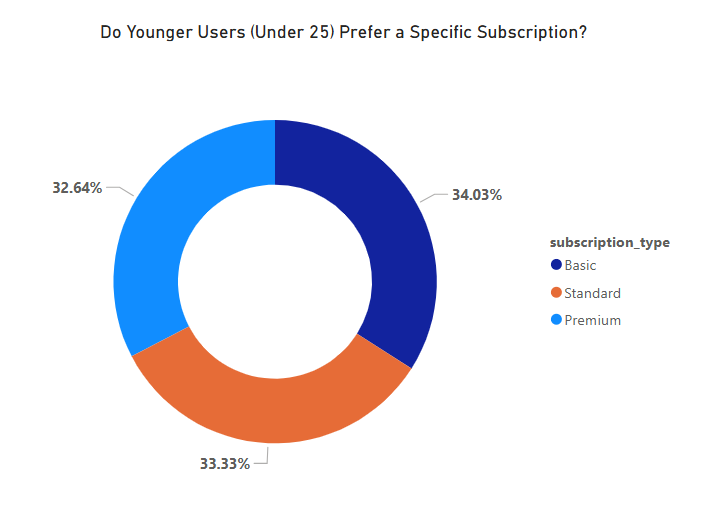 Do Younger Users (Under 25) Prefer a Specific Subscription?
32.64%
34.03%
33.33%
subscription_type
Basic
Standard
Premium